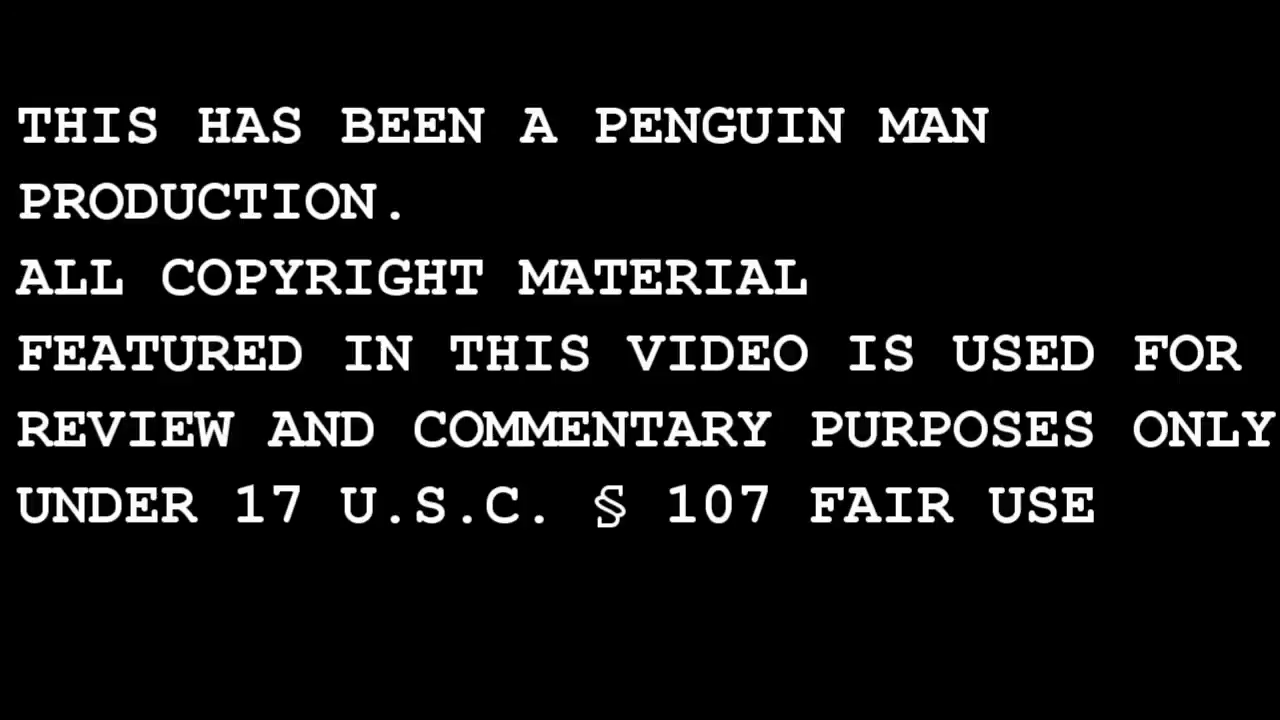 THIS HAS BEEN A PENGUIN MAN
PRODUCTION.
ALL COPYRIGHT MATERIAL
FEATURED IN THIS VIDEO IS USED FOR
REVIEW AND COMMENTARY PURPOSES ONLY
UNDER 17 U.S.C. § 107 FAIR USE